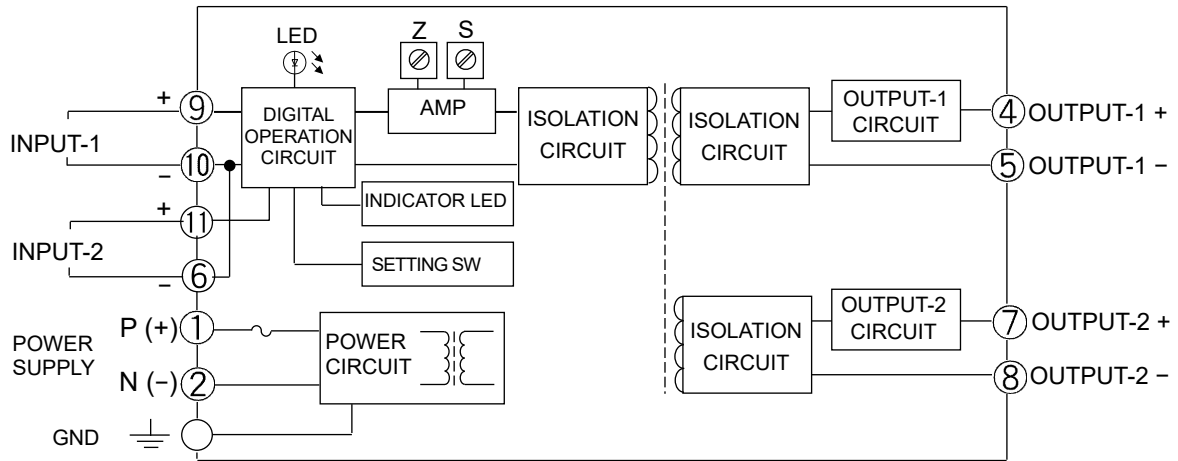 LED
Z
S
INPUT-1
+
9
−
10
DIGITAL
OPERATION
CIRCUIT
AMP
ISOLATION
CIRCUIT
ISOLATION
CIRCUIT
OUTPUT-1
CIRCUIT
4
OUTPUT-1 +
5
OUTPUT-1 −
INPUT-2
+
11
−
6
INDICATOR LED
SETTING SW
POWER
SUPPLY
P (+)
1
N (−)
2
POWER
CIRCUIT
ISOLATION
CIRCUIT
OUTPUT-2
CIRCUIT
7
OUTPUT-2 +
8
OUTPUT-2 −
GND